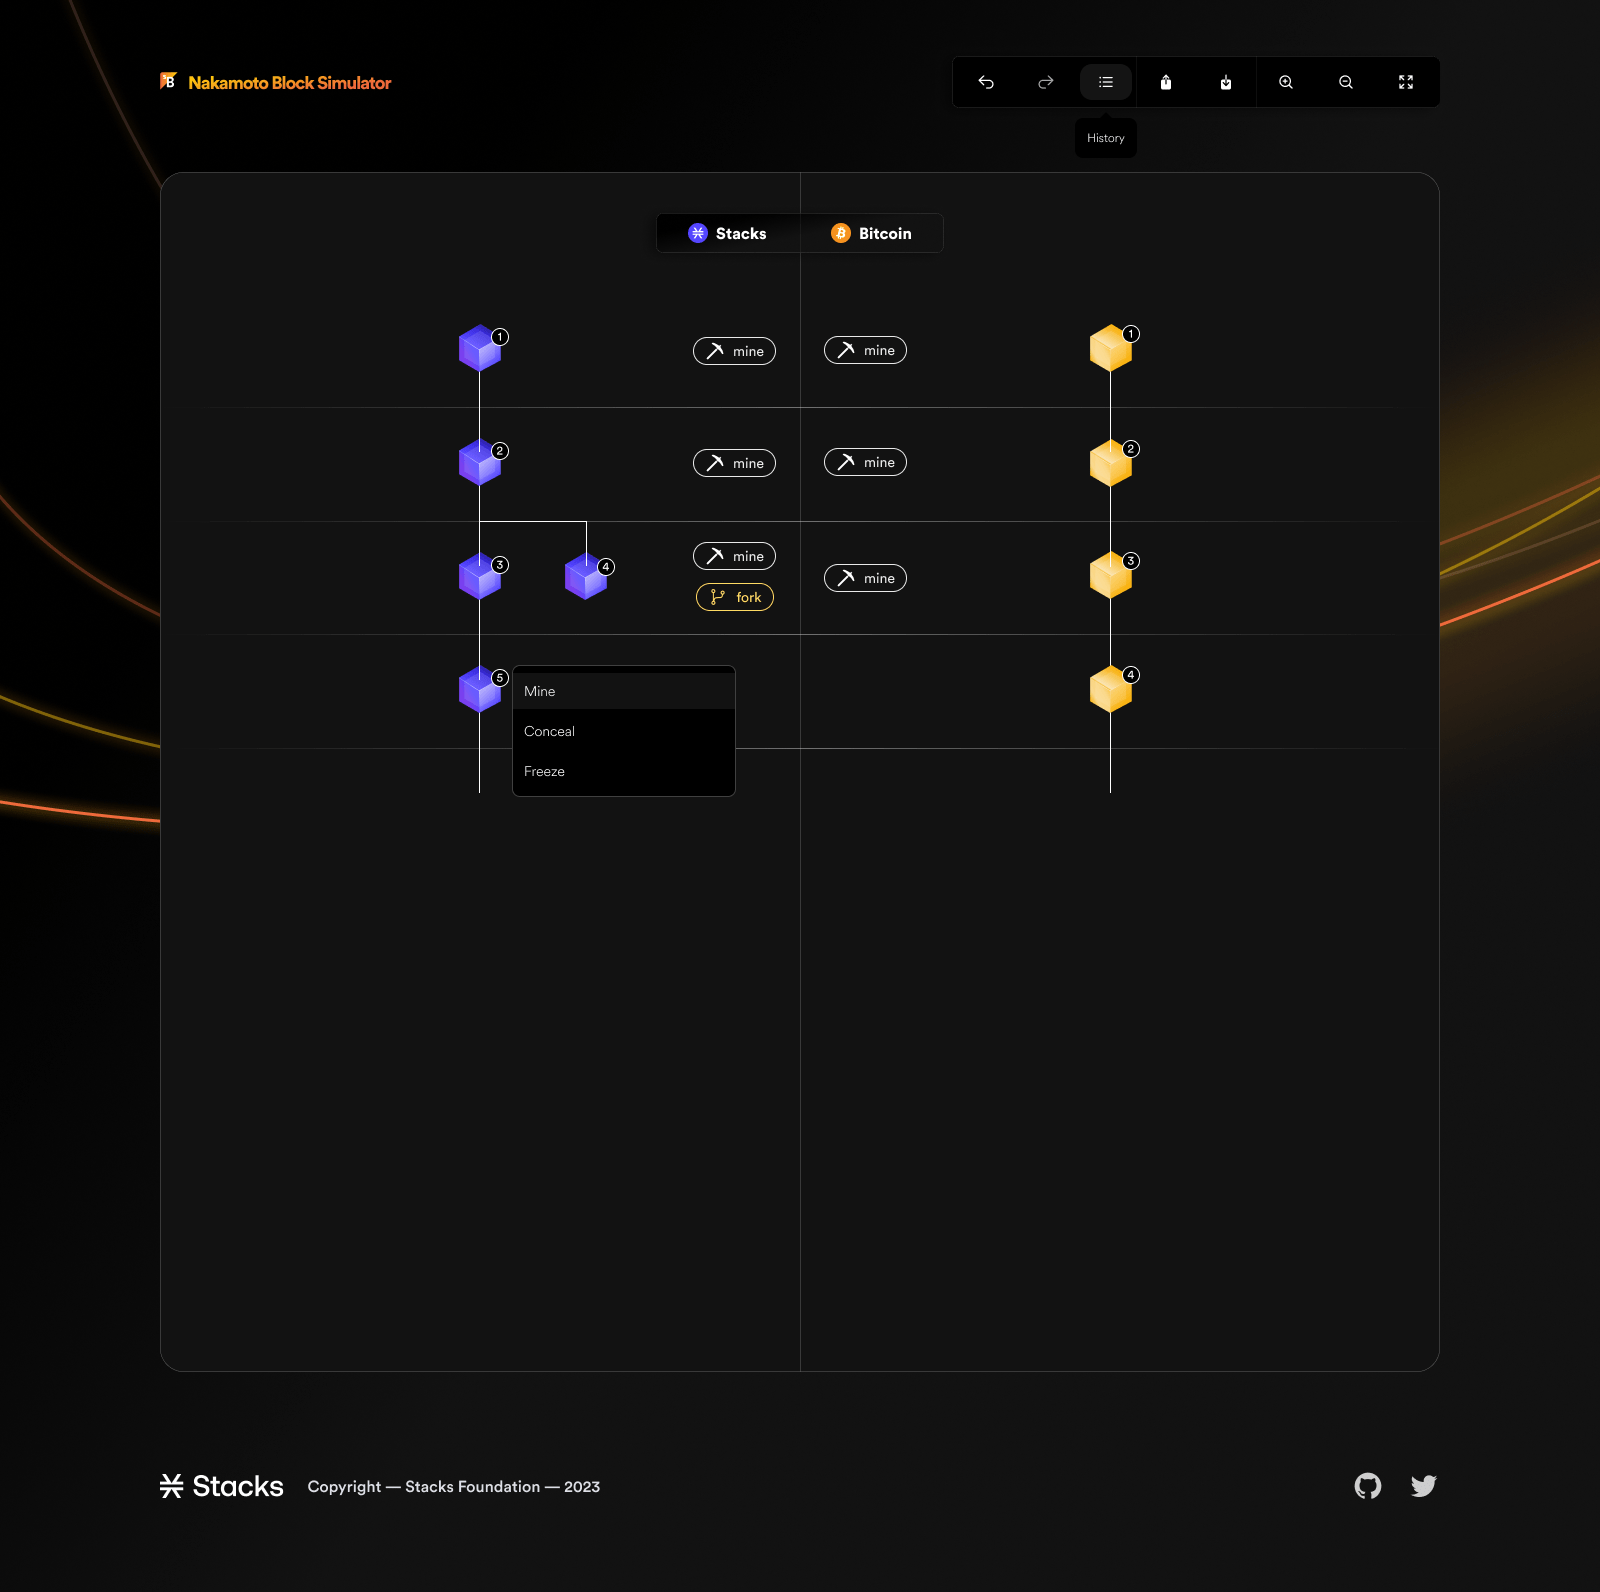 Nakamoto Block Simulator
History
Stacks
Bitcoin
1
mine
mine
1
2
mine
mine
2
3
4
mine
fork
mine
3
5
Mine
Conceal
Freeze
4
Stacks
Copyright — Stacks Foundation — 2023